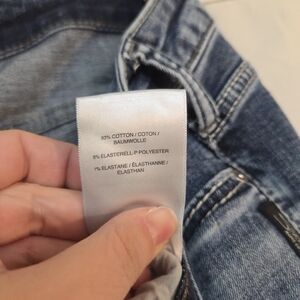 93% COTTON / COTON /
BAUMWOLLE
6% ELASTERELL-P POLYESTER
1% ELASTANE / ÉLASTHANNE /
ELASTHAN